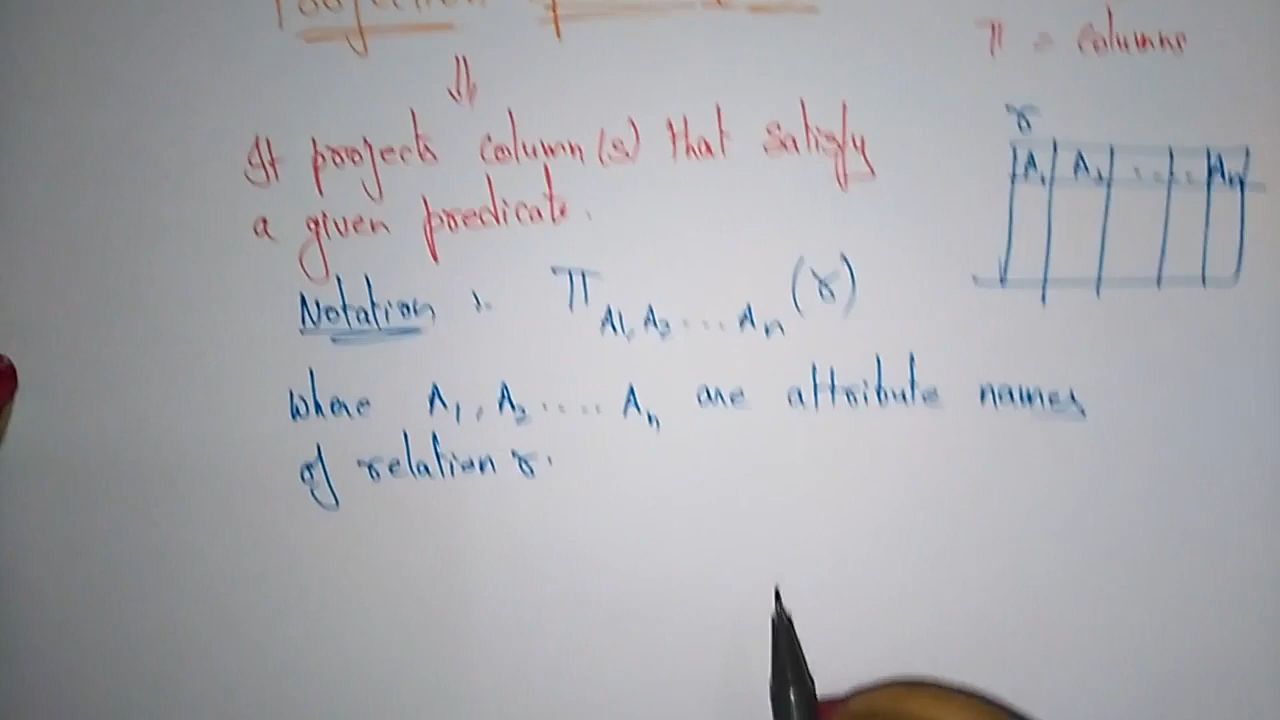 Projection
π = columns
⇓
It projects column(s) that satisfy
a given predicate.
r
A1 A2 .... An
Notation :- π A1, A2 .... An (r)
where A1, A2 ..... An are attribute names
of relation r.